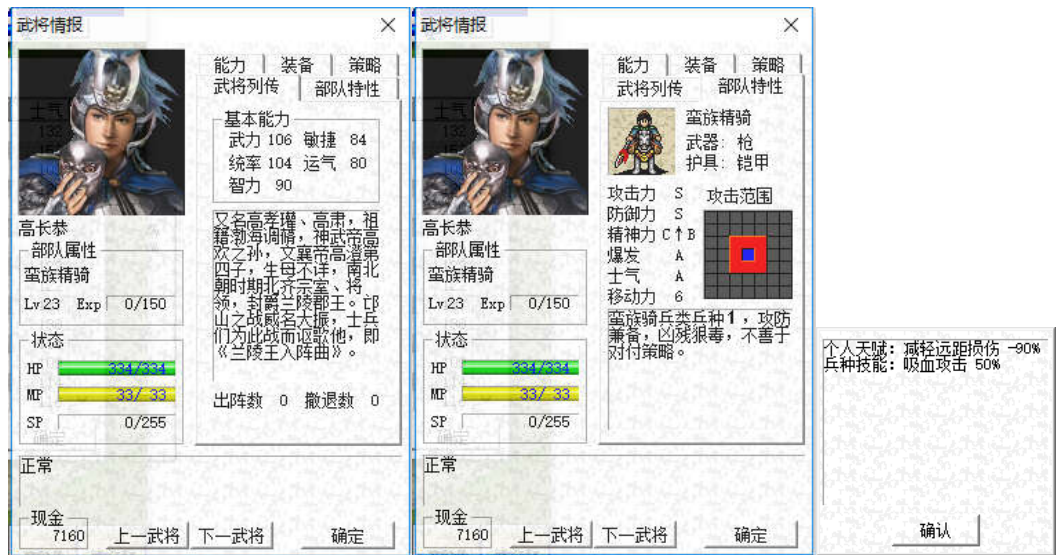 武将情报
能力
装备
策略
武将列传
部队特性
基本能力
武力 106 敏捷 84
统率 104 运气 80
智力 90
又名高孝瓘、高肃，祖
籍渤海调蓨，神武帝高
欢之孙，文襄帝高澄第
四子，生母不详，南北
朝时期北齐宗室、将
领，封爵兰陵郡王。邙
山之战威名大振，士兵
们为此战而讴歌他，即
《兰陵王入阵曲》。
出阵数 0 撤退数 0
高长恭
部队属性
蛮族精骑
Lv 23 Exp 0/150
状态
HP 334/334
MP 33/ 33
SP 0/255
正常
现金
7160
上一武将
下一武将
确定
武将情报
能力
装备
策略
武将列传
部队特性
蛮族精骑
武器: 枪
护具: 铠甲
攻击力 S
防御力 S
精神力 C↑B
爆发 A
士气 A
移动力 6
攻击范围
蛮族骑兵类兵种1，攻防
兼备，凶残狠毒，不善于
对付策略。
高长恭
部队属性
蛮族精骑
Lv 23 Exp 0/150
状态
HP 334/334
MP 33/ 33
SP 0/255
正常
现金
7160
上一武将
下一武将
确定
个人天赋: 减轻远距损伤 -90%
兵种技能: 吸血攻击 50%
确认